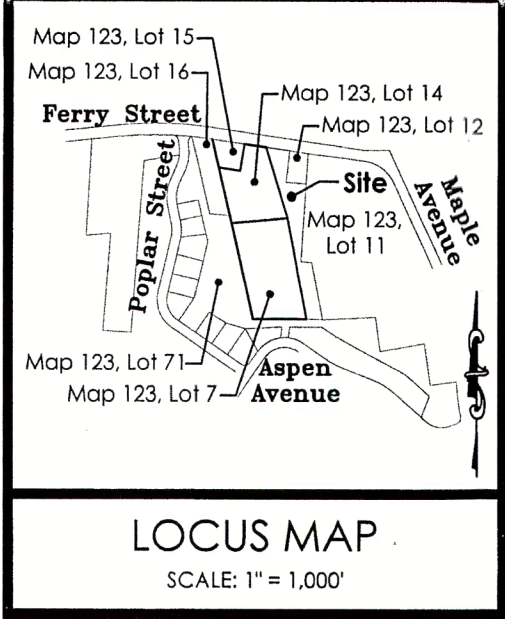 Map 123, Lot 15
Map 123, Lot 16
Map 123, Lot 14
Ferry Street
Map 123, Lot 12
Site
Map 123,
Lot 11
Maple
Avenue
Poplar Street
Map 123, Lot 71
Map 123, Lot 7
Aspen
Avenue
LOCUS MAP
SCALE: 1" = 1,000'